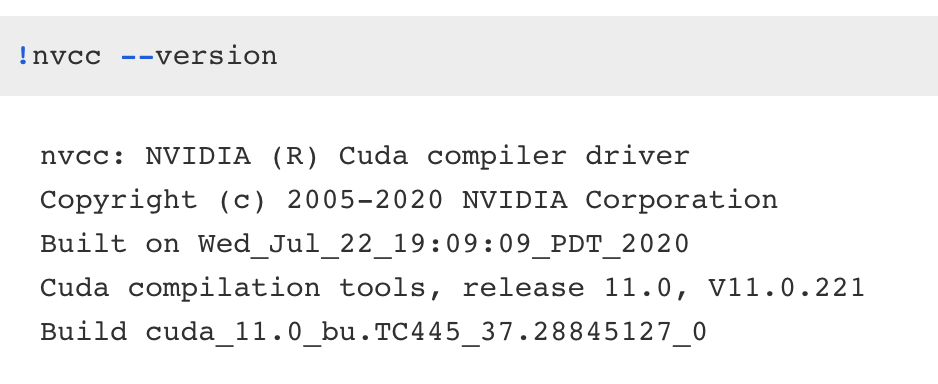 !nvcc --version
nvcc: NVIDIA (R) Cuda compiler driver
Copyright (c) 2005-2020 NVIDIA Corporation
Built on Wed_Jul_22_19:09:09_PDT_2020
Cuda compilation tools, release 11.0, V11.0.221
Build cuda_11.0_bu.TC445_37.28845127_0